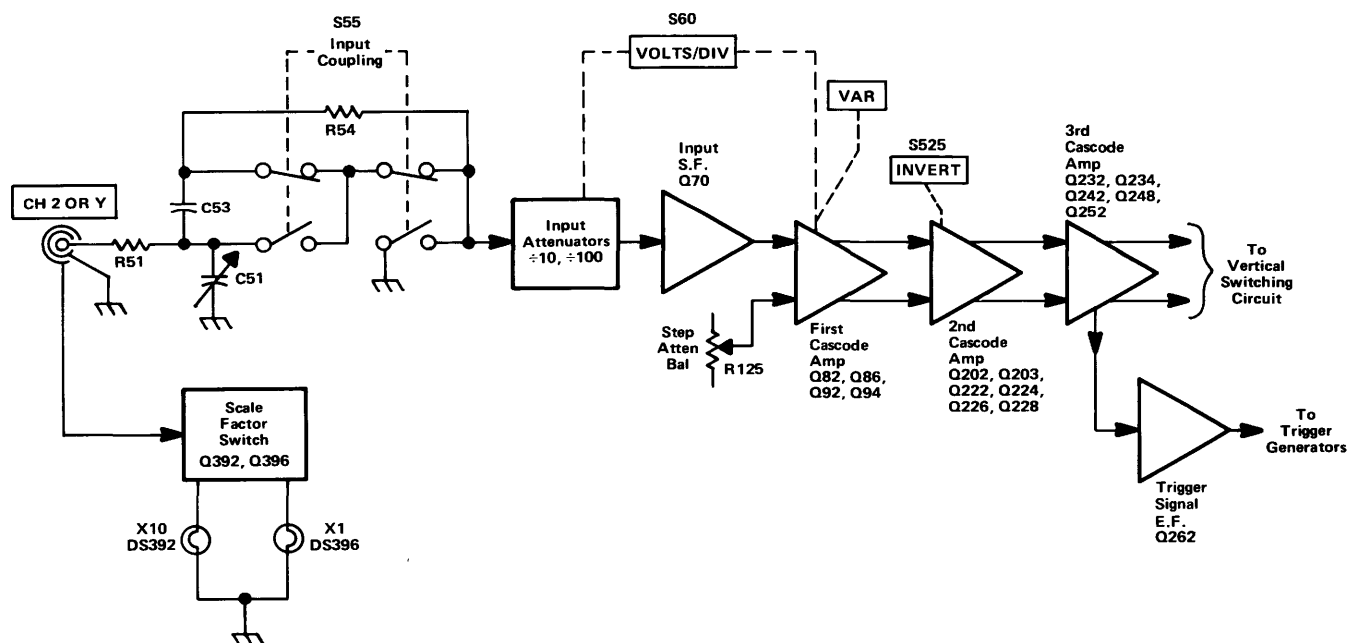 S55
Input
Coupling
S60
VOLTS/DIV
VAR
S525
INVERT
3rd
Cascode
Amp
Q232, Q234,
Q242, Q248,
Q252
R54
Input
S.F.
Q70
CH 2 OR Y
C53
R51
C51
Input
Attenuators
÷10, ÷100
To
Vertical
Switching
Circuit
Step
Atten
Bal
R125
First
Cascode
Amp
Q82, Q86,
Q92, Q94
2nd
Cascode
Amp
Q202, Q203,
Q222, Q224,
Q226, Q228
Scale
Factor
Switch
Q392, Q396
To
Trigger
Generators
Trigger
Signal
E.F.
Q262
X10
DS392
X1
DS396